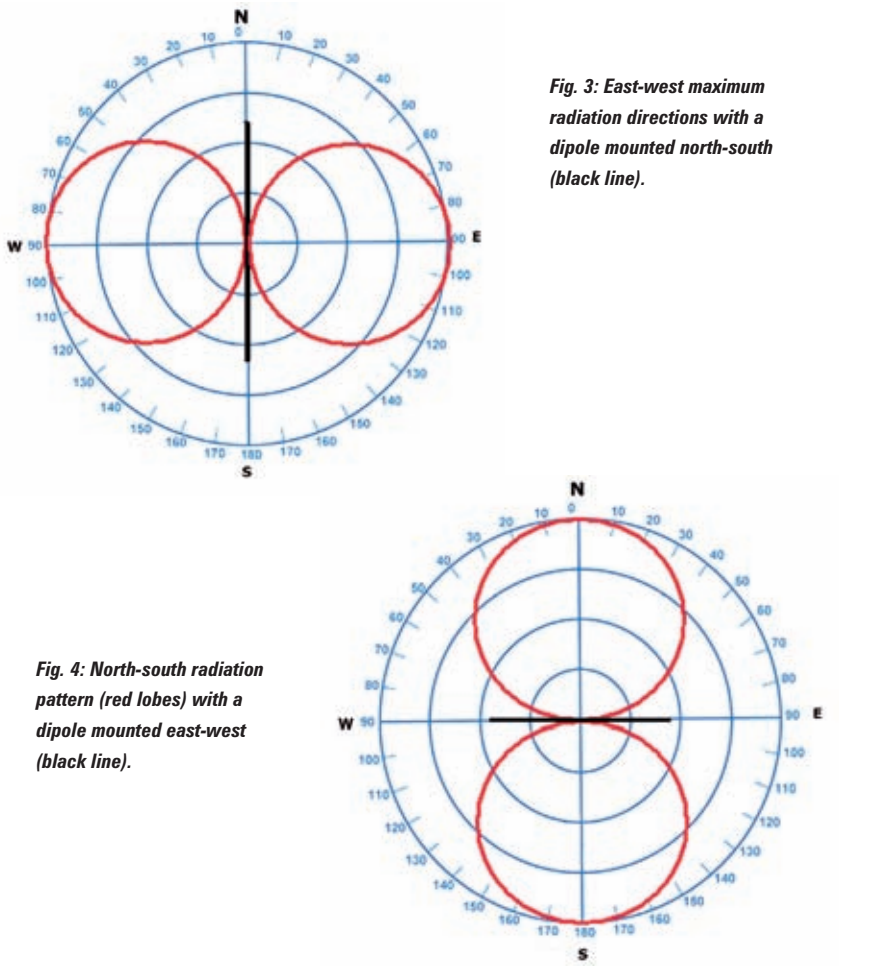 N
0
10 10
20 20
30 30
40 40
50 50
60 60
70 70
80 80
W 90 90 E
100 100
110 110
120 120
130 130
140 140
150 150
160 160
170 180 170
S
Fig. 3: East-west maximum
radiation directions with a
dipole mounted north-south
(black line).
N
0
10 10
20 20
30 30
40 40
50 50
60 60
70 70
80 80
W 90 90 E
100 100
110 110
120 120
130 130
140 140
150 150
160 160
170 180 170
S
Fig. 4: North-south radiation
pattern (red lobes) with a
dipole mounted east-west
(black line).